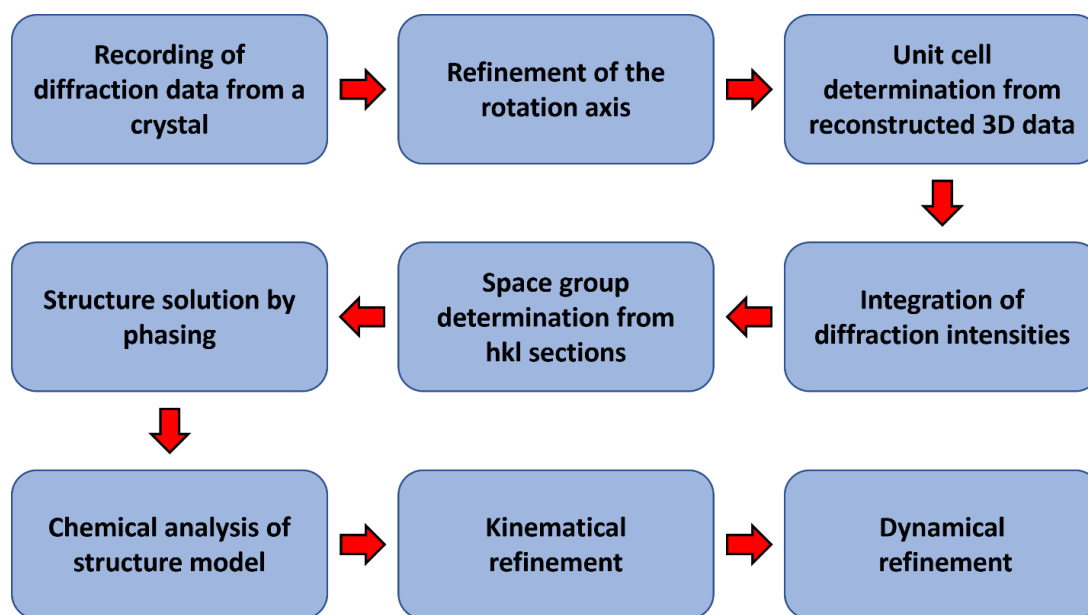 Recording of
diffraction data from a
crystal
Refinement of the
rotation axis
Unit cell
determination from
reconstructed 3D data
Integration of
diffraction intensities
Space group
determination from
hkl sections
Structure solution by
phasing
Chemical analysis of
structure model
Kinematical
refinement
Dynamical
refinement